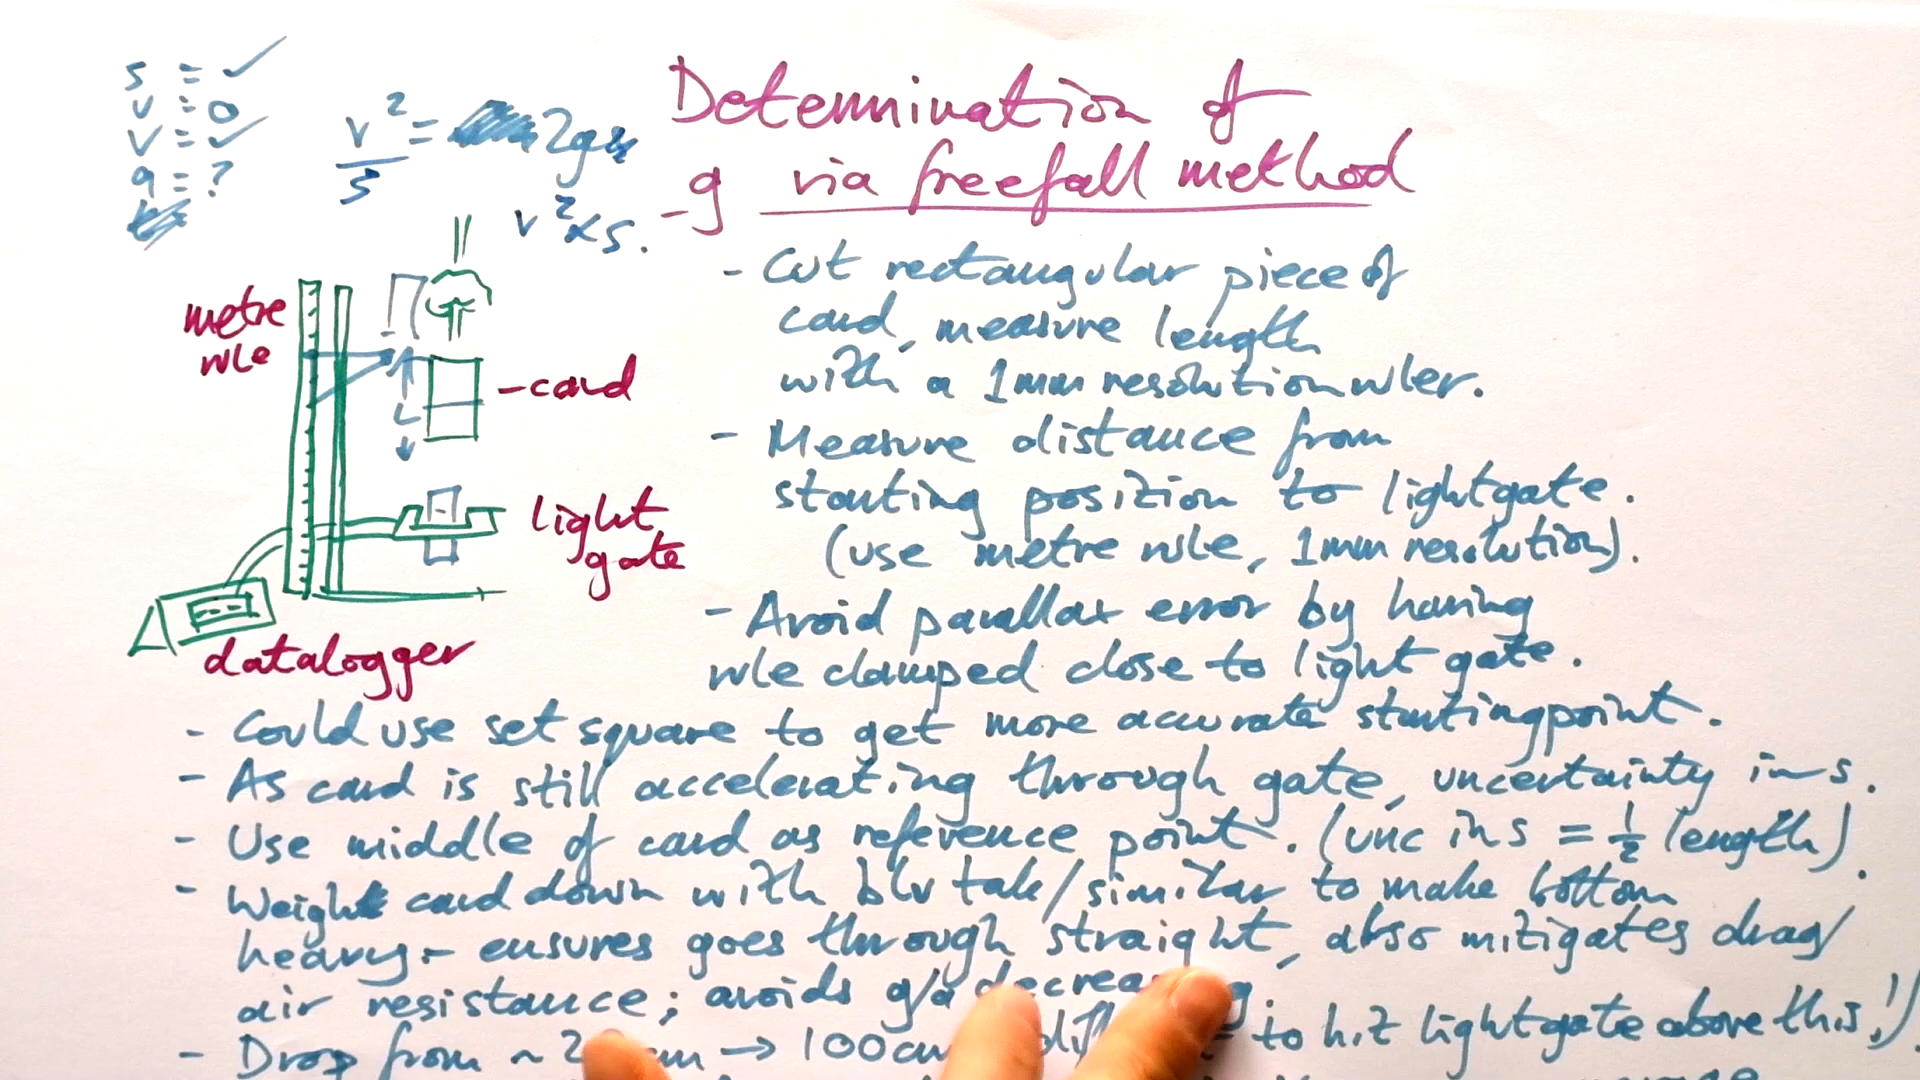 s = ✓
u = 0
v = ✓
a = ?
v² = 2gs
s
v² ∝ s.
Determination of
g via freefall method
- Cut rectangular piece of
card, measure length
with a 1mm resolution ruler.
- Measure distance from
starting position to lightgate.
(use metre rule, 1mm resolution).
- Avoid parallax error by having
rule clamped close to light gate.
metre
rule
- card
L
light
gate
datalogger
- Could use set square to get more accurate starting point.
- As card is still accelerating through gate, uncertainty in s.
- Use middle of card as reference point. (unc in s = 1/2 length).
- Weight card down with blu tak/similar to make bottom
heavy - ensures goes through straight, also mitigates drag/
air resistance; avoids g/a decreasing.
- Drop from ~ 2 cm → 100cm to hit lightgate above this!)